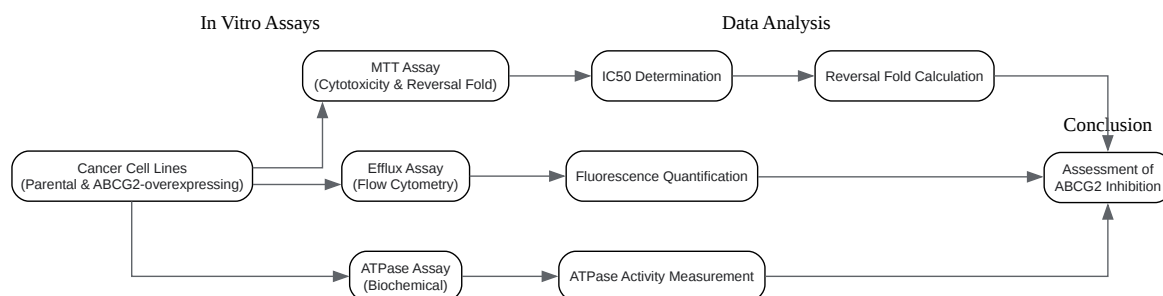 In Vitro Assays
Data Analysis
MTT Assay
(Cytotoxicity & Reversal Fold)
IC50 Determination
Reversal Fold Calculation
Conclusion
Cancer Cell Lines
(Parental & ABCG2-overexpressing)
Efflux Assay
(Flow Cytometry)
Fluorescence Quantification
Assessment of
ABCG2 Inhibition
ATPase Assay
(Biochemical)
ATPase Activity Measurement